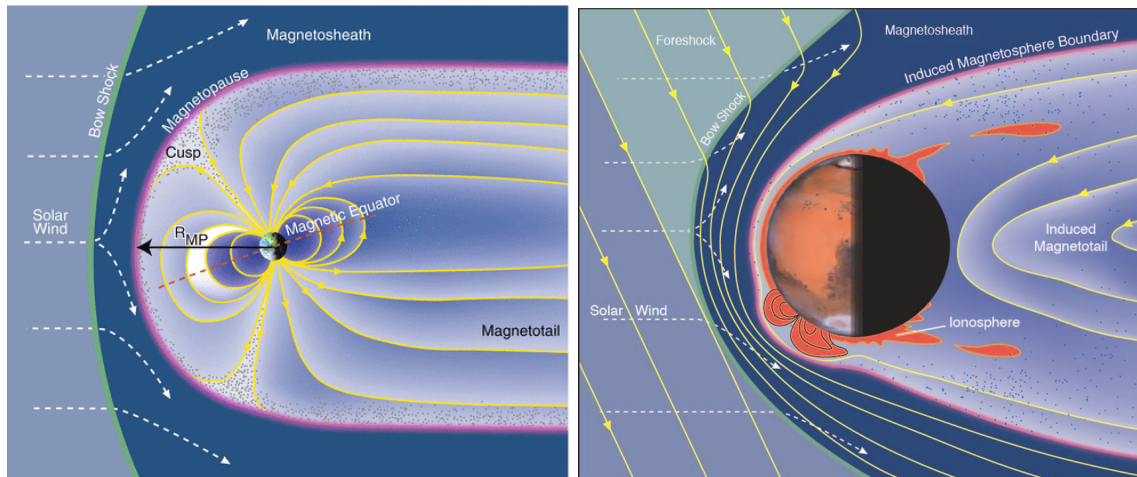 Magnetosheath
Bow Shock
Magnetopause
Cusp
Solar
Wind
R_MP
Magnetic Equator
Magnetotail
Foreshock
Magnetosheath
Induced Magnetosphere Boundary
Bow Shock
Induced
Magnetotail
Solar Wind
Ionosphere